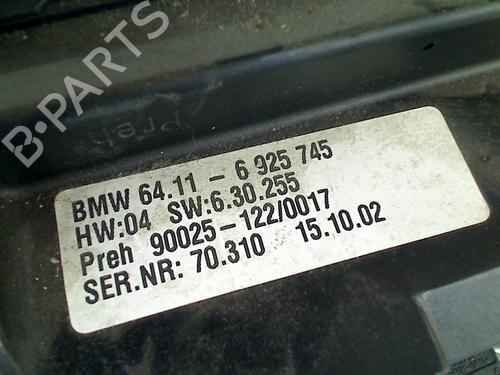 B-PARTS
preh
BMW 64.11 - 6 925 745
HW:04 SW:6.30.255
Preh 90025-122/0017
SER.NR: 70.310 15.10.02